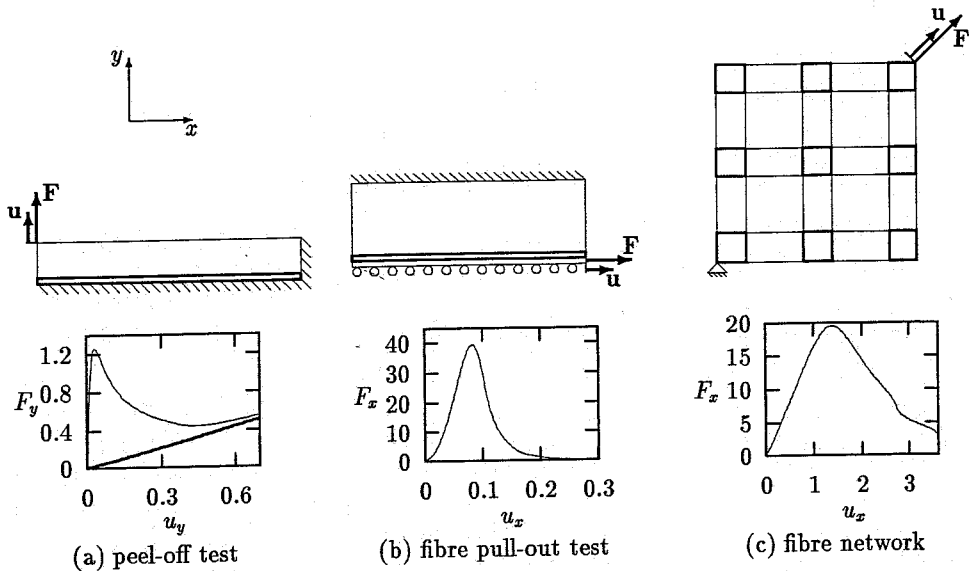 y
x
u
F
F
u
u
F
1.2
0.8
F_y
0.4
0
0
0.3
0.6
u_y
(a) peel-off test
40
30
F_x
20
10
0
0
0.1
0.2
0.3
u_x
(b) fibre pull-out test
20
15
F_x
10
5
0
0
1
2
3
u_x
(c) fibre network